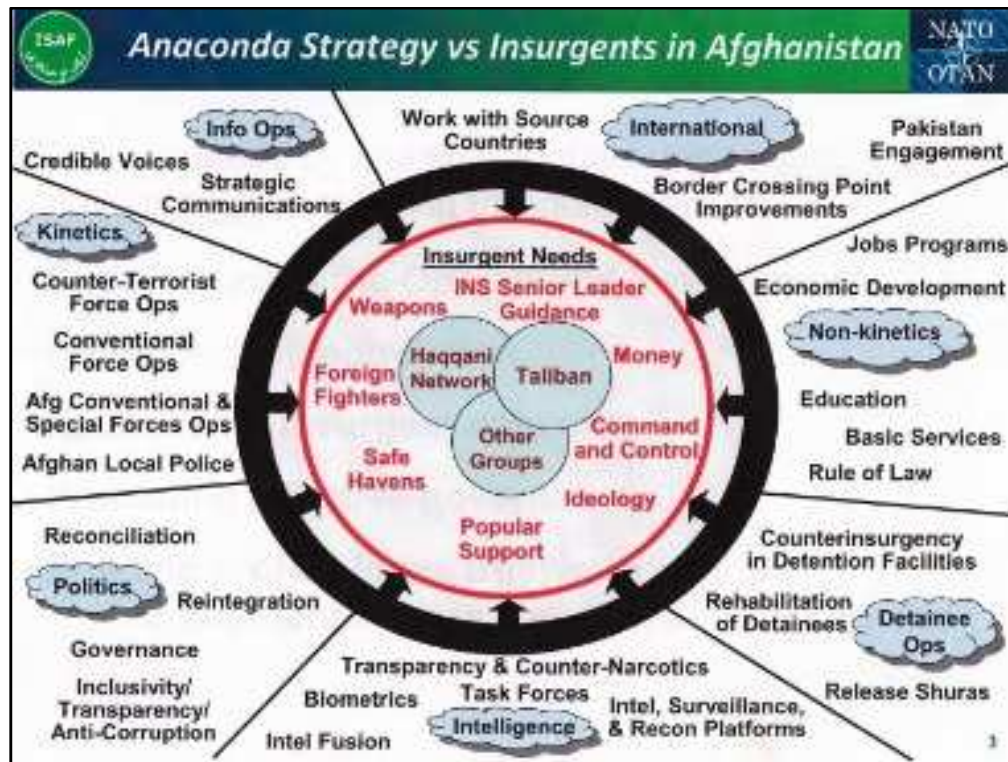 ISAF
Anaconda Strategy vs Insurgents in Afghanistan
NATO
OTAN
Info Ops
Credible Voices
Strategic
Communications
Work with Source
Countries
International
Pakistan
Engagement
Border Crossing Point
Improvements
Kinetics
Counter-Terrorist
Force Ops
Conventional
Force Ops
Afg Conventional &
Special Forces Ops
Afghan Local Police
Jobs Programs
Economic Development
Non-kinetics
Education
Basic Services
Rule of Law
Insurgent Needs
Weapons
INS Senior Leader
Guidance
Haqqani
Network
Taliban
Money
Foreign
Fighters
Other
Groups
Command
and Control
Safe
Havens
Ideology
Popular
Support
Reconciliation
Politics
Reintegration
Governance
Inclusivity/
Transparency/
Anti-Corruption
Transparency & Counter-Narcotics
Task Forces
Biometrics
Intelligence
Intel Fusion
Intel, Surveillance,
& Recon Platforms
Counterinsurgency
in Detention Facilities
Rehabilitation
of Detainees
Detainee
Ops
Release Shuras